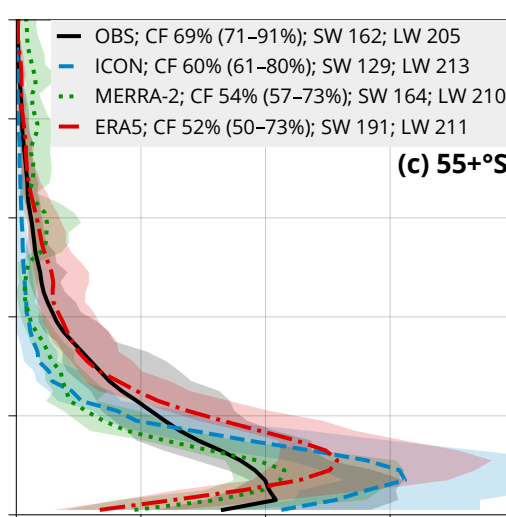 OBS; CF 69% (71–91%); SW 162; LW 205
ICON; CF 60% (61–80%); SW 129; LW 213
MERRA-2; CF 54% (57–73%); SW 164; LW 210
ERA5; CF 52% (50–73%); SW 191; LW 211
(c) 55+°S